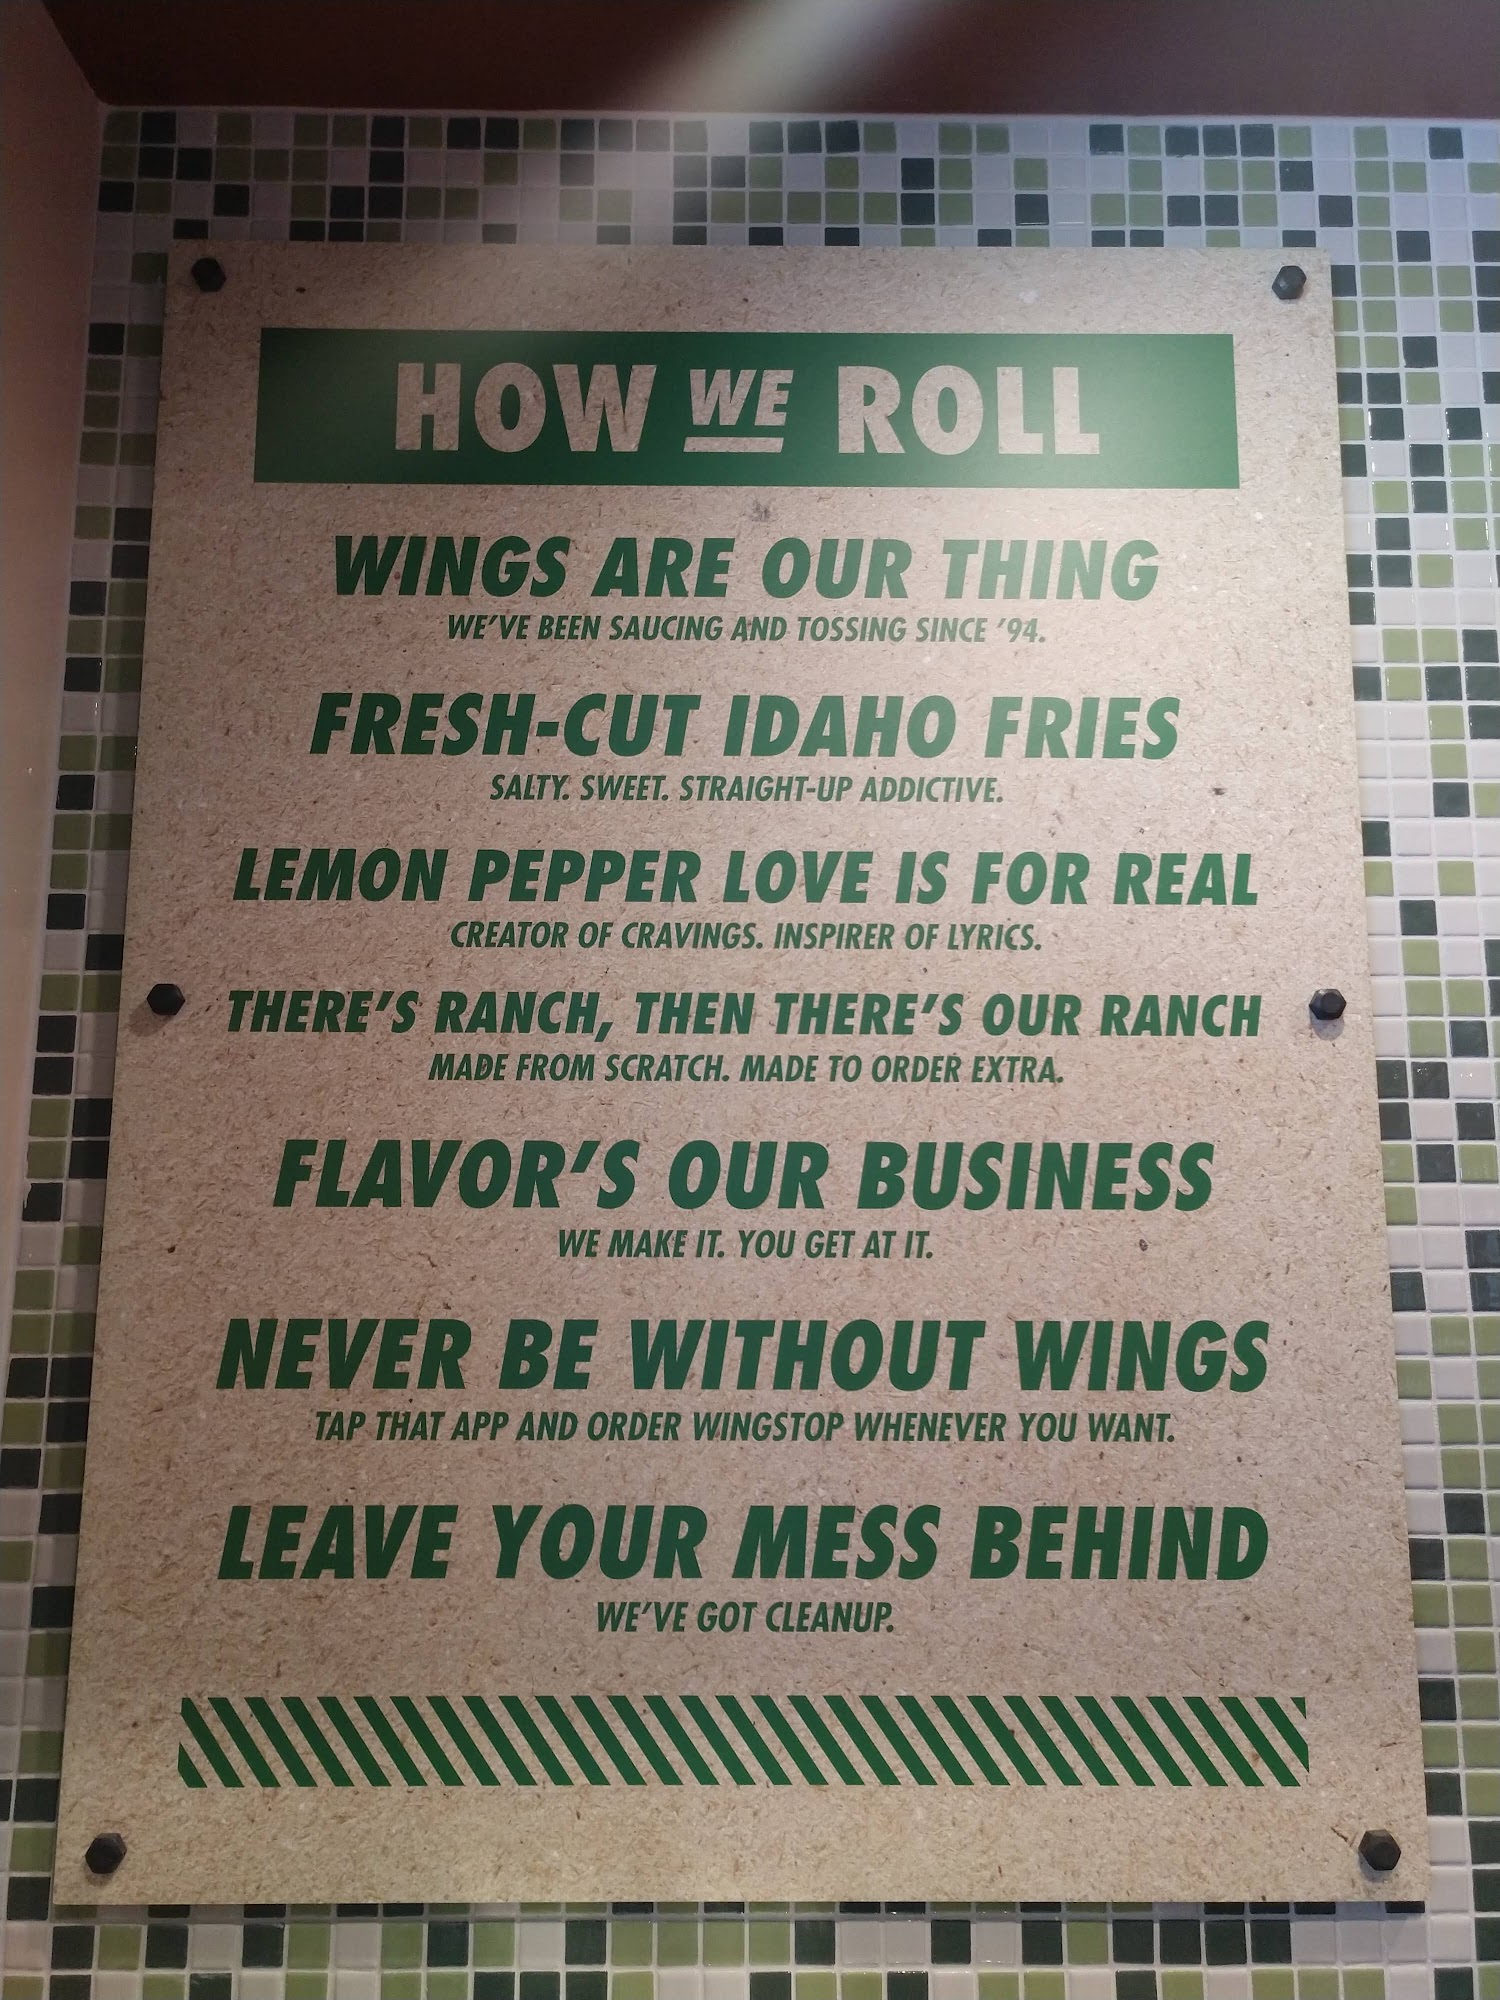 HOW WE ROLL
WINGS ARE OUR THING
WE'VE BEEN SAUCING AND TOSSING SINCE '94.
FRESH-CUT IDAHO FRIES
SALTY. SWEET. STRAIGHT-UP ADDICTIVE.
LEMON PEPPER LOVE IS FOR REAL
CREATOR OF CRAVINGS. INSPIRER OF LYRICS.
THERE'S RANCH, THEN THERE'S OUR RANCH
MADE FROM SCRATCH. MADE TO ORDER EXTRA.
FLAVOR'S OUR BUSINESS
WE MAKE IT. YOU GET AT IT.
NEVER BE WITHOUT WINGS
TAP THAT APP AND ORDER WINGSTOP WHENEVER YOU WANT.
LEAVE YOUR MESS BEHIND
WE'VE GOT CLEANUP.